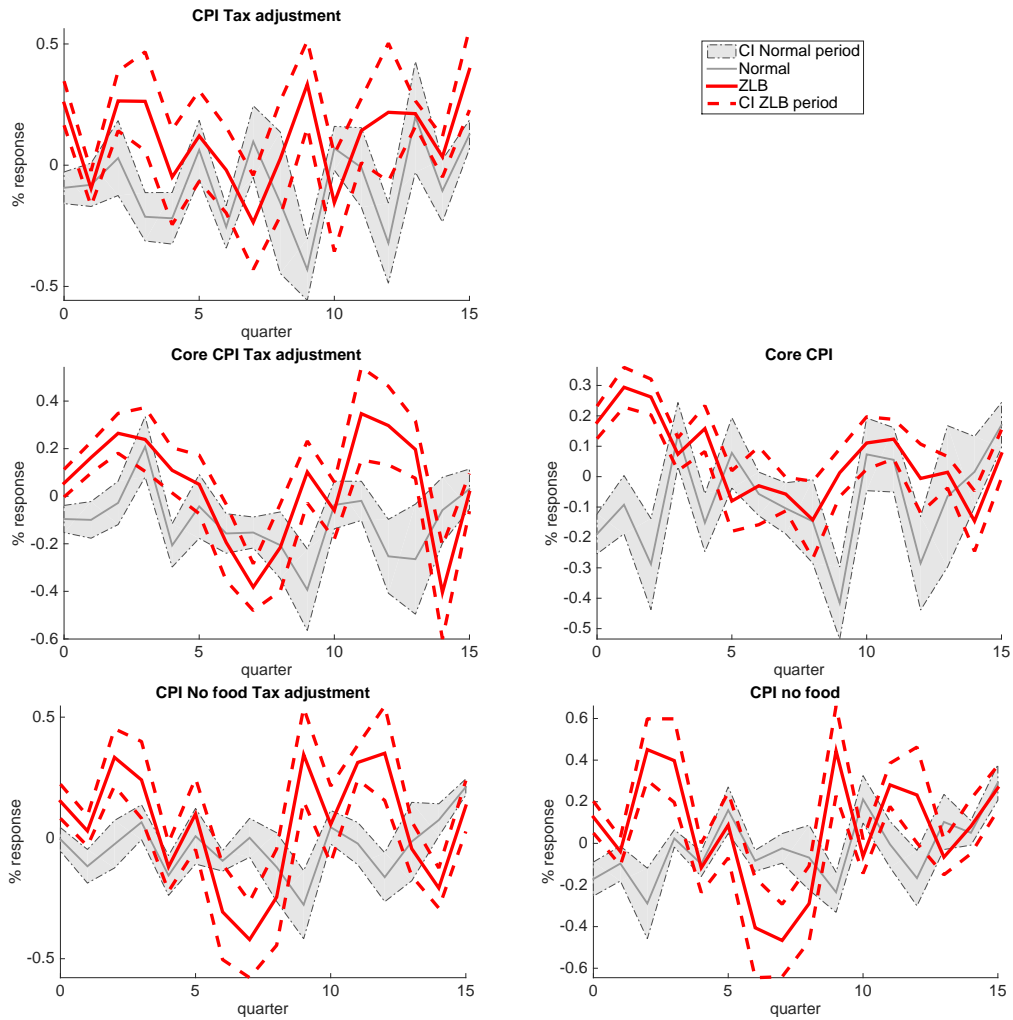 CPI Tax adjustment
0.5
0
-0.5
% response
0
5
10
15
quarter
CI Normal period
Normal
ZLB
CI ZLB period
Core CPI Tax adjustment
0.4
0.2
0
-0.2
-0.4
-0.6
% response
0
5
10
15
quarter
Core CPI
0.3
0.2
0.1
0
-0.1
-0.2
-0.3
-0.4
-0.5
% response
0
5
10
15
quarter
CPI No food Tax adjustment
0.5
0
-0.5
% response
0
5
10
15
quarter
CPI no food
0.6
0.4
0.2
0
-0.2
-0.4
-0.6
% response
0
5
10
15
quarter